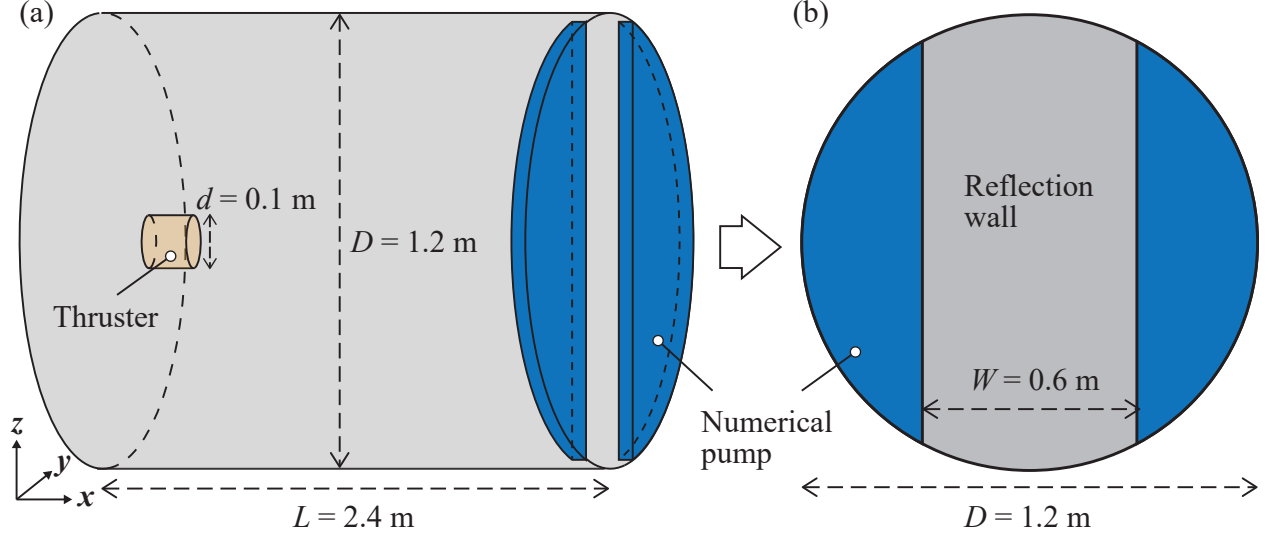 (a)
d = 0.1 m
D = 1.2 m
Thruster
z
y
x
L = 2.4 m
Numerical
pump
(b)
Reflection
wall
W = 0.6 m
D = 1.2 m